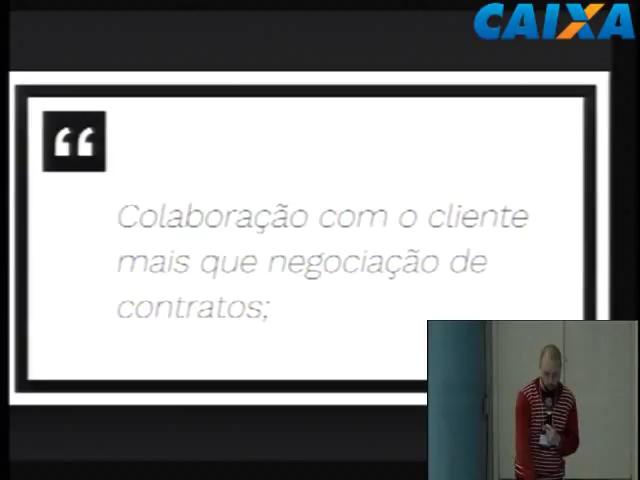 CAIXA
“
Colaboração com o cliente
mais que negociação de
contratos;